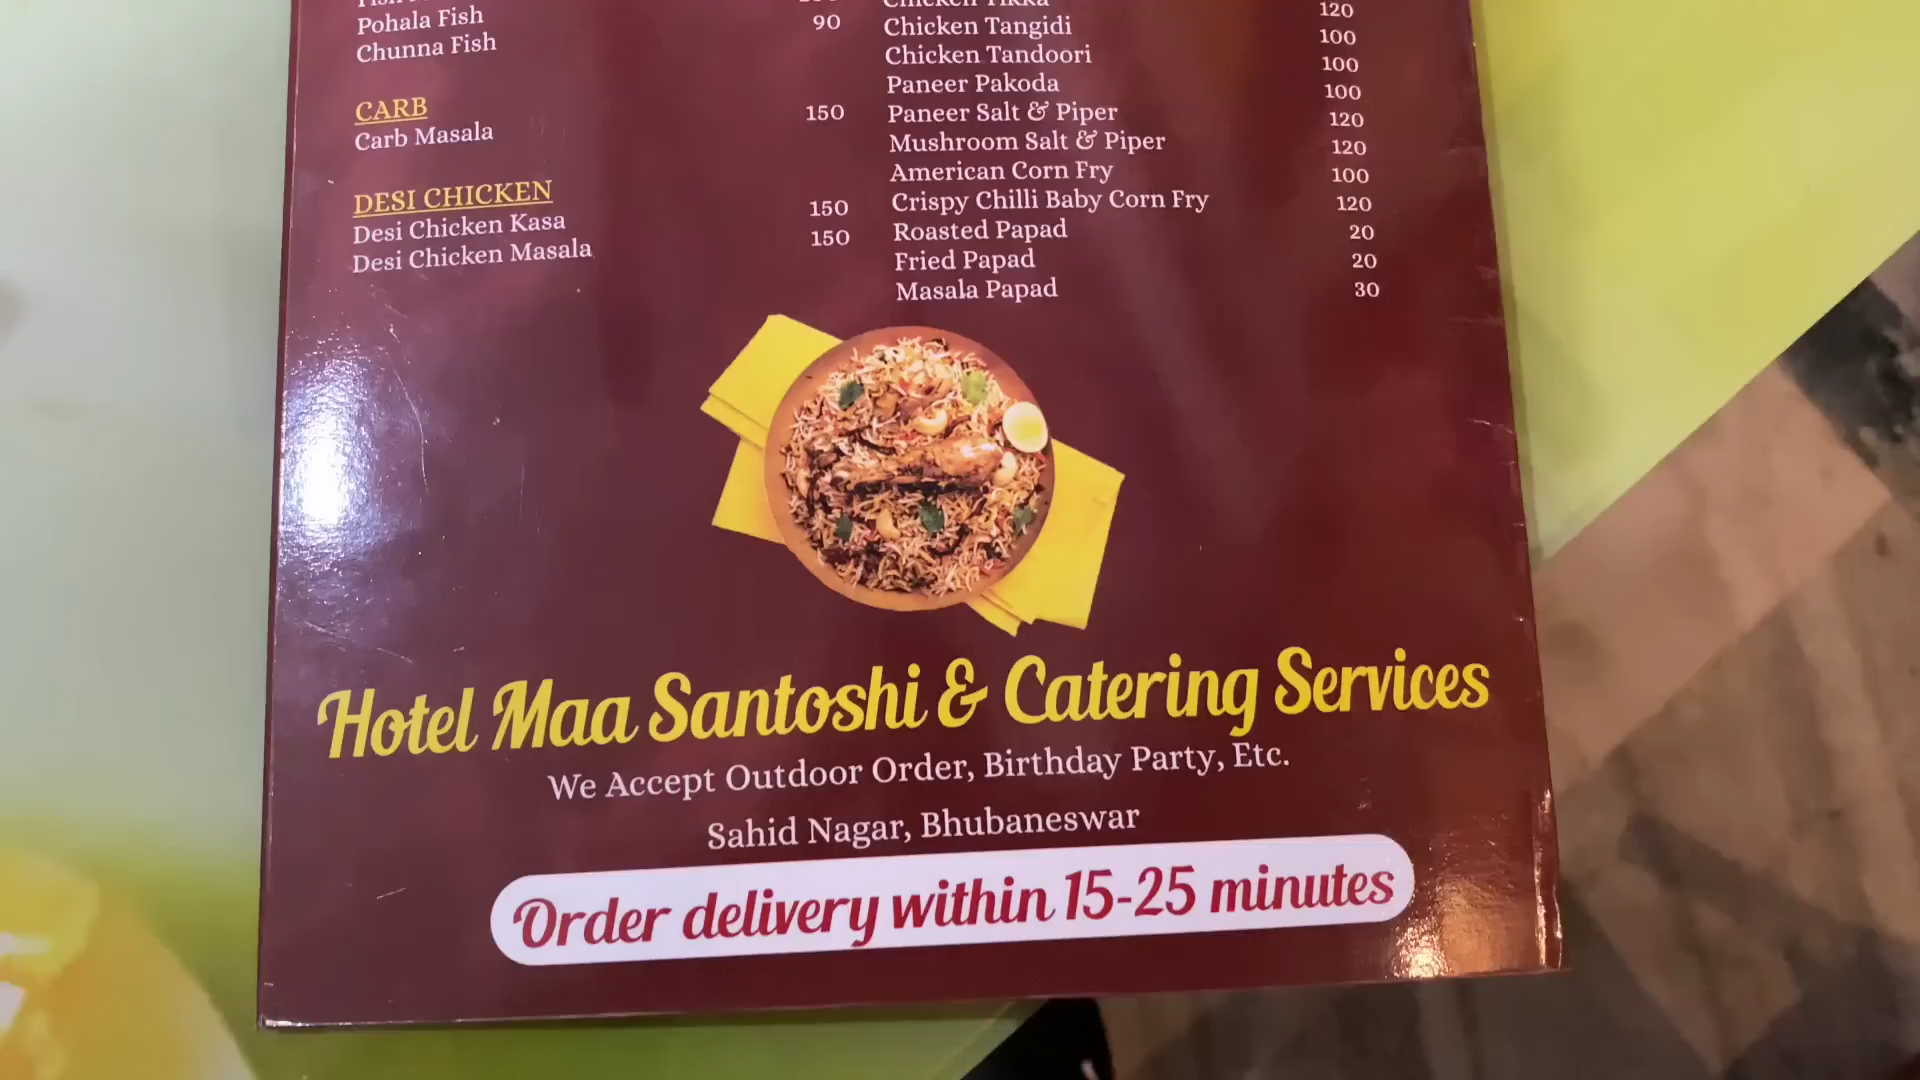 Pohala Fish 90
Chunna Fish
CARB
Carb Masala 150
DESI CHICKEN
Desi Chicken Kasa 150
Desi Chicken Masala 150
Chicken Tikka 120
Chicken Tangidi 100
Chicken Tandoori 100
Paneer Pakoda 100
Paneer Salt & Piper 120
Mushroom Salt & Piper 120
American Corn Fry 100
Crispy Chilli Baby Corn Fry 120
Roasted Papad 20
Fried Papad 20
Masala Papad 30
Hotel Maa Santoshi & Catering Services
We Accept Outdoor Order, Birthday Party, Etc.
Sahid Nagar, Bhubaneswar
Order delivery within 15-25 minutes